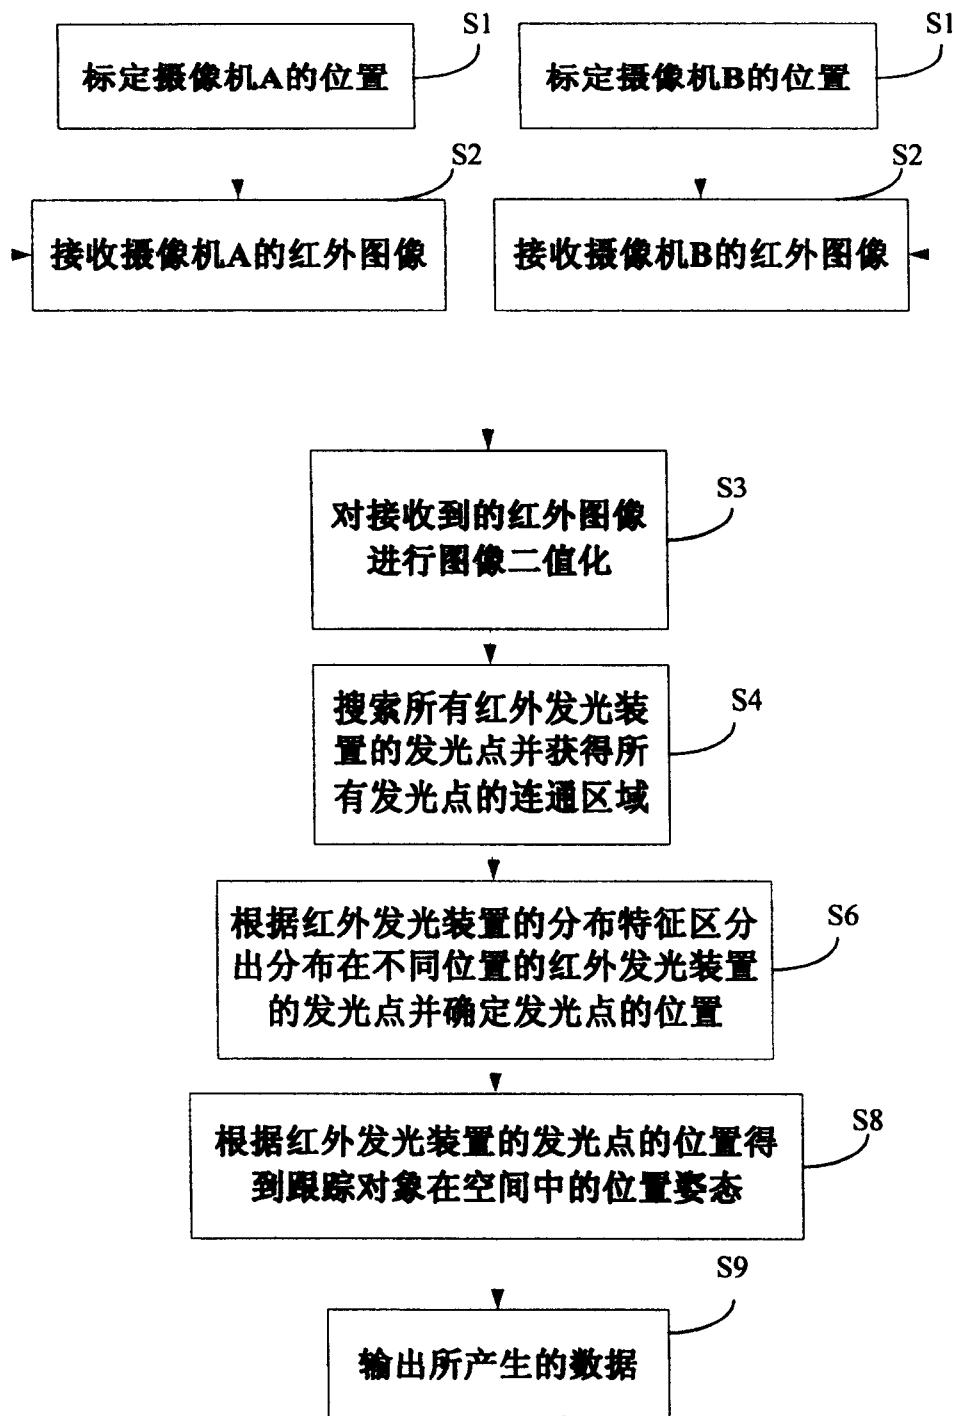 S1
S1
标定摄像机A的位置
标定摄像机B的位置
S2
S2
接收摄像机A的红外图像
接收摄像机B的红外图像
S3
对接收到的红外图像
进行图像二值化
S4
搜索所有红外发光装
置的发光点并获得所
有发光点的连通区域
S6
根据红外发光装置的分布特征区分
出分布在不同位置的红外发光装置
的发光点并确定发光点的位置
S8
根据红外发光装置的发光点的位置得
到跟踪对象在空间中的位置姿态
S9
输出所产生的数据